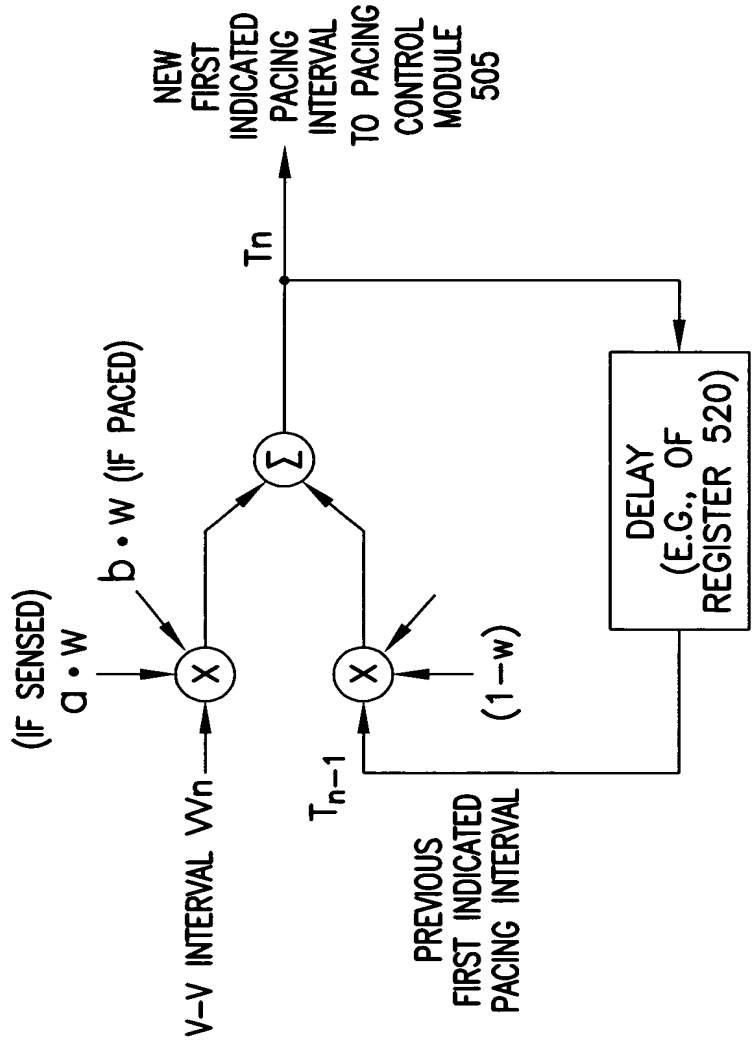 (IF SENSED)
a • w
b • w (IF PACED)
V-V INTERVAL VVn
X
Σ
Tn
NEW
FIRST
INDICATED
PACING
INTERVAL
TO PACING
CONTROL
MODULE
505
Tn-1
X
(1-w)
PREVIOUS
FIRST INDICATED
PACING INTERVAL
DELAY
(E.G., OF
REGISTER 520)